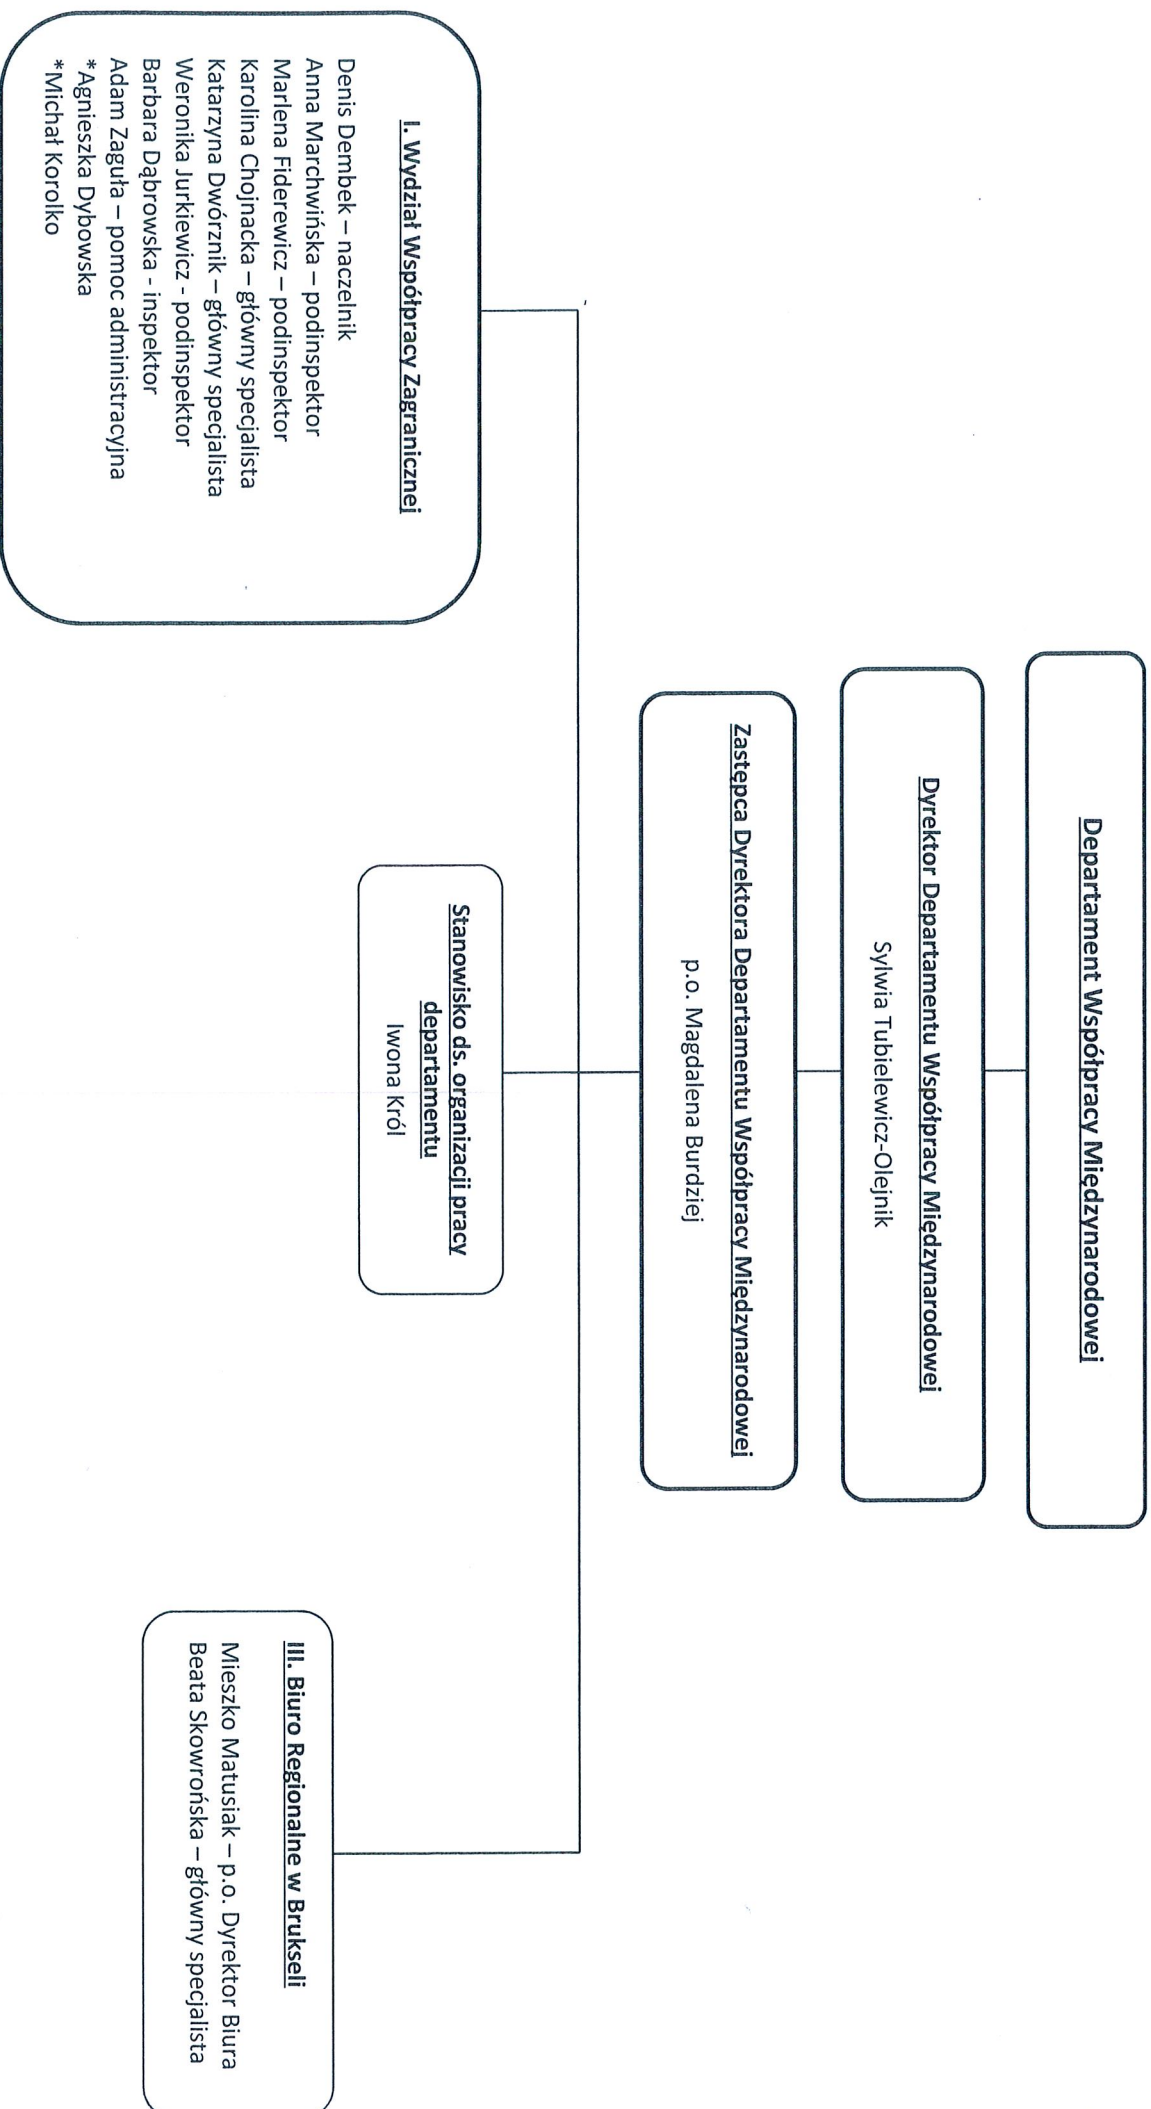 Departament Współpracy Międzynarodowej
Dyrektor Departamentu Współpracy Międzynarodowej
Sylwia Tubielewicz-Olejnik
Zastępca Dyrektora Departamentu Współpracy Międzynarodowej
p.o. Magdalena Burdziej
I. Wydział Współpracy Zagranicznej
Denis Dembek – naczelnik
Anna Marchwińska – podinspektor
Marlena Fiderewicz – podinspektor
Karolina Chojnacka – główny specjalista
Katarzyna Dwórznik – główny specjalista
Weronika Jurkiewicz - podinspektor
Barbara Dąbrowska - inspektor
Adam Zaguła – pomoc administracyjna
*Agnieszka Dybowska
*Michał Korolko
Stanowisko ds. organizacji pracy
departamentu
Iwona Król
III. Biuro Regionalne w Brukseli
Mieszko Matusiak – p.o. Dyrektor Biura
Beata Skowrońska – główny specjalista